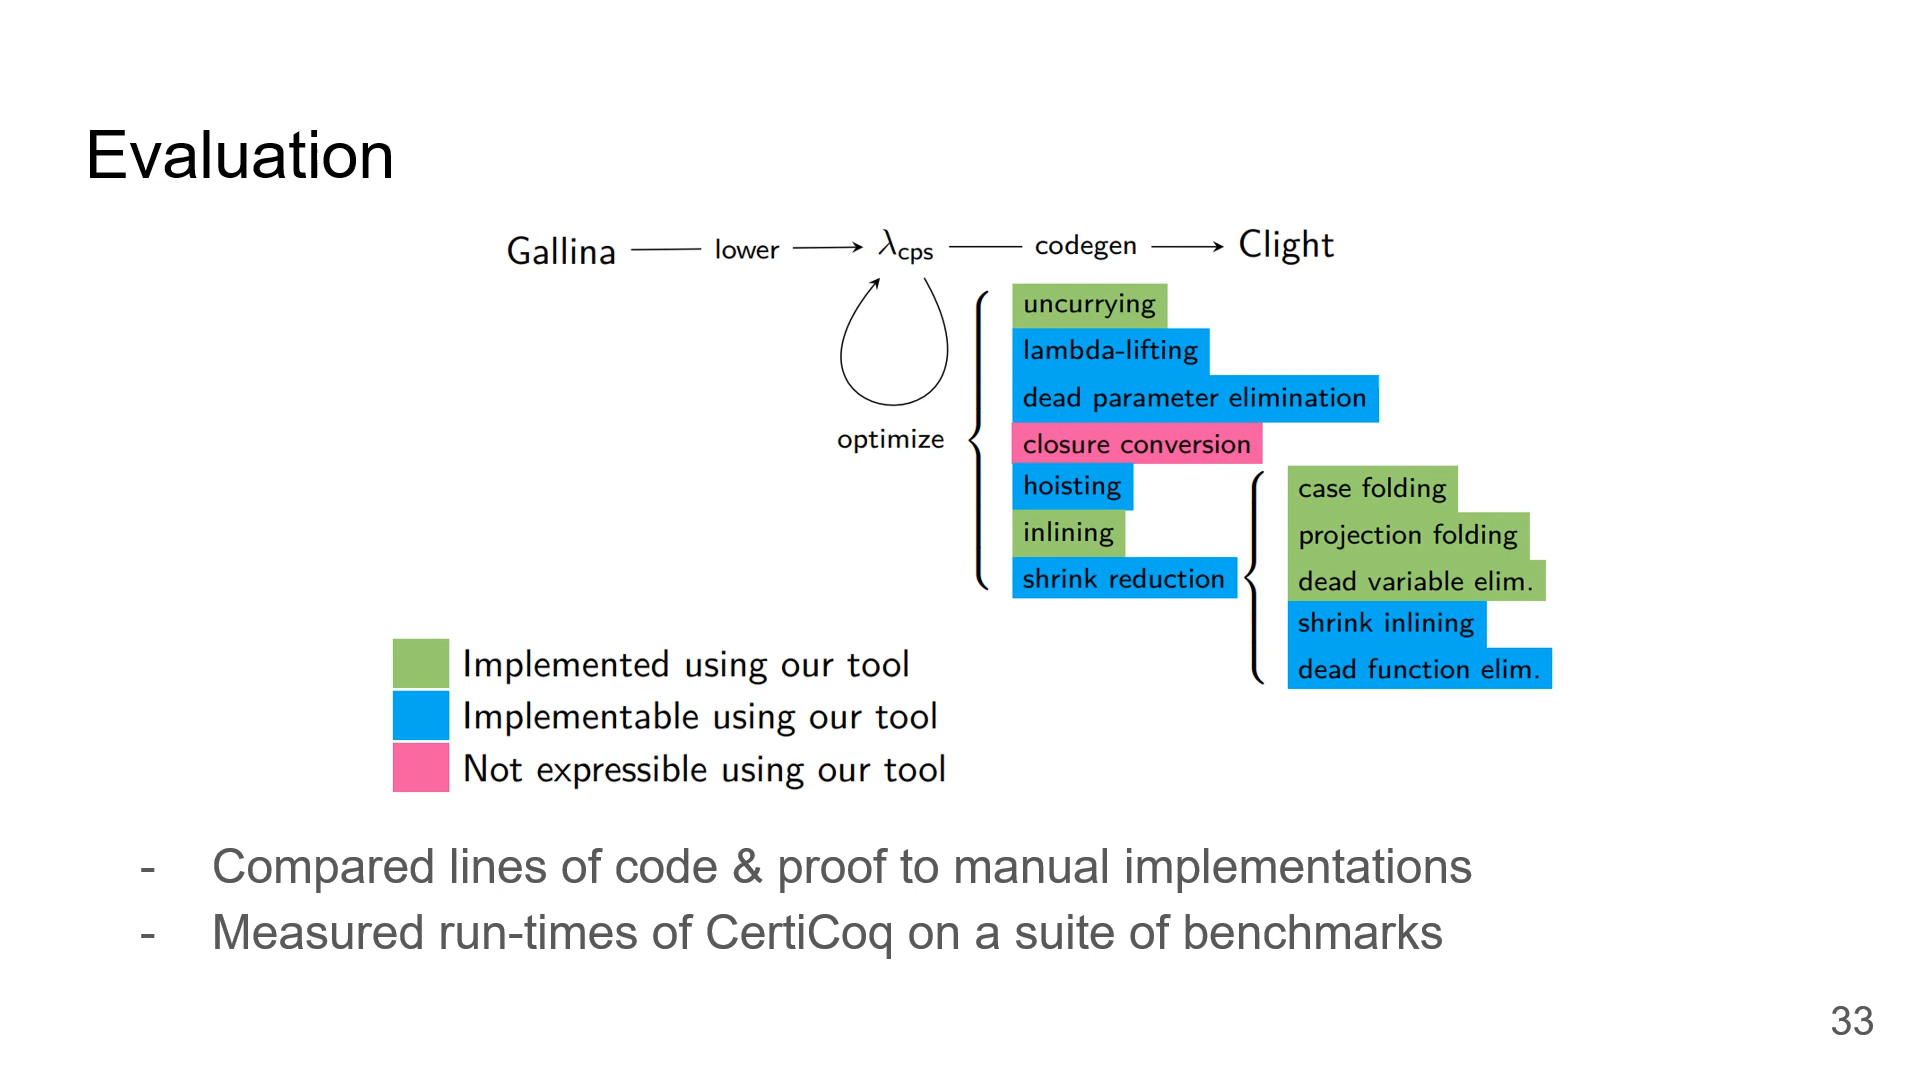 Evaluation
Gallina lower λcps codegen Clight
optimize
uncurrying
lambda-lifting
dead parameter elimination
closure conversion
hoisting
inlining
shrink reduction
case folding
projection folding
dead variable elim.
shrink inlining
dead function elim.
Implemented using our tool
Implementable using our tool
Not expressible using our tool
- Compared lines of code & proof to manual implementations
- Measured run-times of CertiCoq on a suite of benchmarks
33